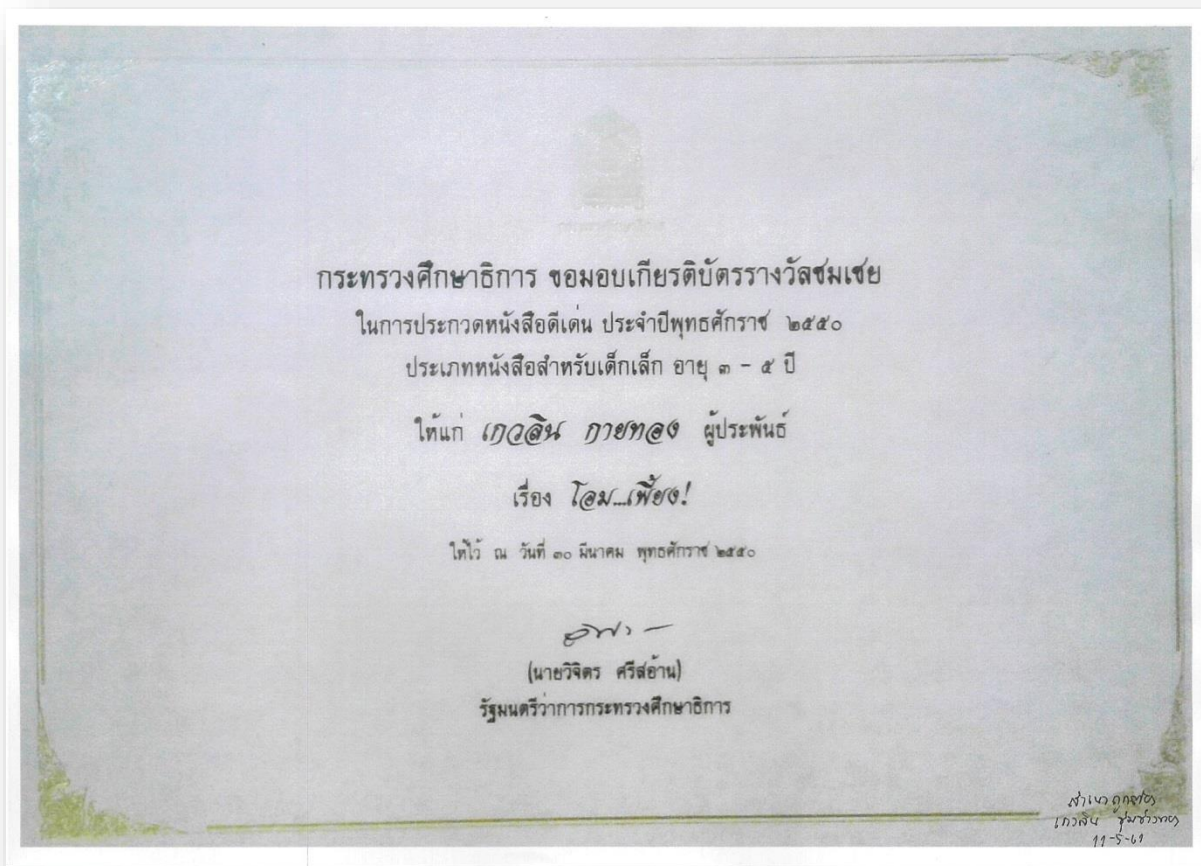 กระทรวงศึกษาธิการ ขอมอบเกียรติบัตรรางวัลชมเชย
ในการประกวดหนังสือดีเด่น ประจำปีพุทธศักราช ๒๕๕๐
ประเภทหนังสือสำหรับเด็กเล็ก อายุ ๓ - ๕ ปี
ให้แก่ เกวลิน กายทอง ผู้ประพันธ์
เรื่อง โอม...เพี้ยง!
ให้ไว้ ณ วันที่ ๓๐ มีนาคม พุทธศักราช ๒๕๕๐
(นายวิจิตร ศรีสอ้าน)
รัฐมนตรีว่าการกระทรวงศึกษาธิการ
สำเนาถูกต้อง
เกวลิน
11-5-61